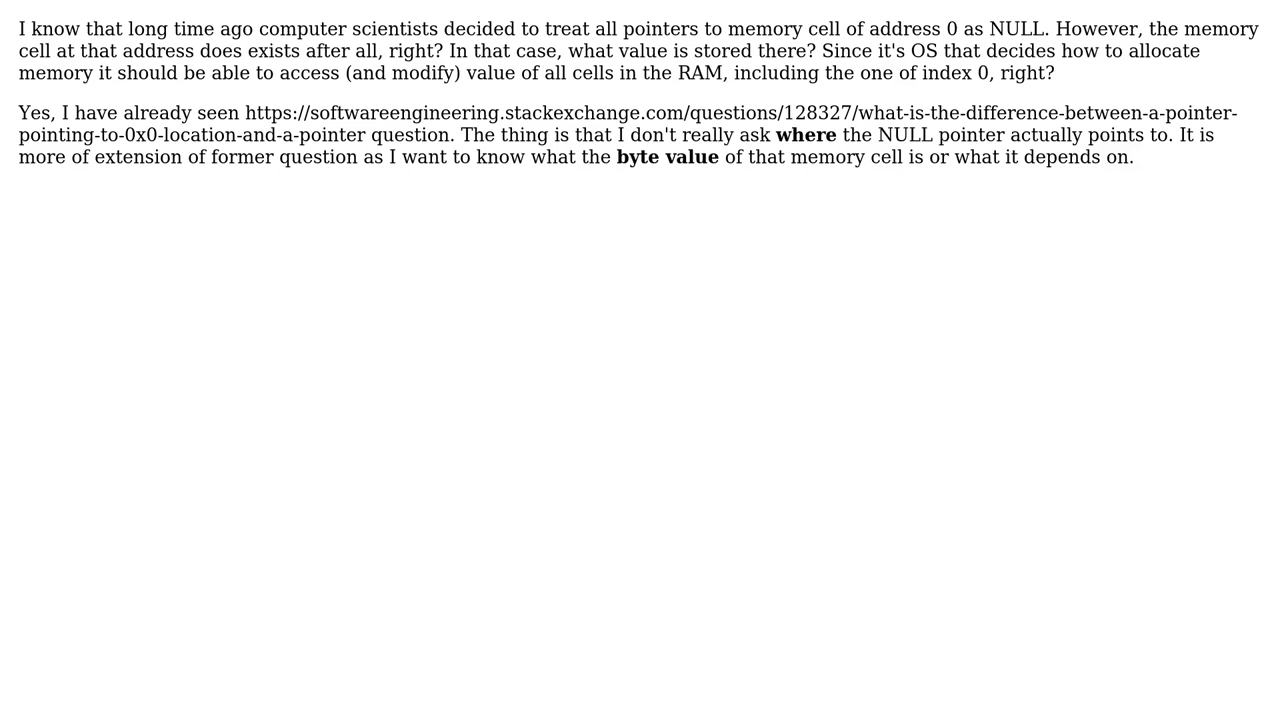 I know that long time ago computer scientists decided to treat all pointers to memory cell of address 0 as NULL. However, the memory
cell at that address does exists after all, right? In that case, what value is stored there? Since it's OS that decides how to allocate
memory it should be able to access (and modify) value of all cells in the RAM, including the one of index 0, right?
Yes, I have already seen https://softwareengineering.stackexchange.com/questions/128327/what-is-the-difference-between-a-pointer-
pointing-to-0x0-location-and-a-pointer question. The thing is that I don't really ask where the NULL pointer actually points to. It is
more of extension of former question as I want to know what the byte value of that memory cell is or what it depends on.